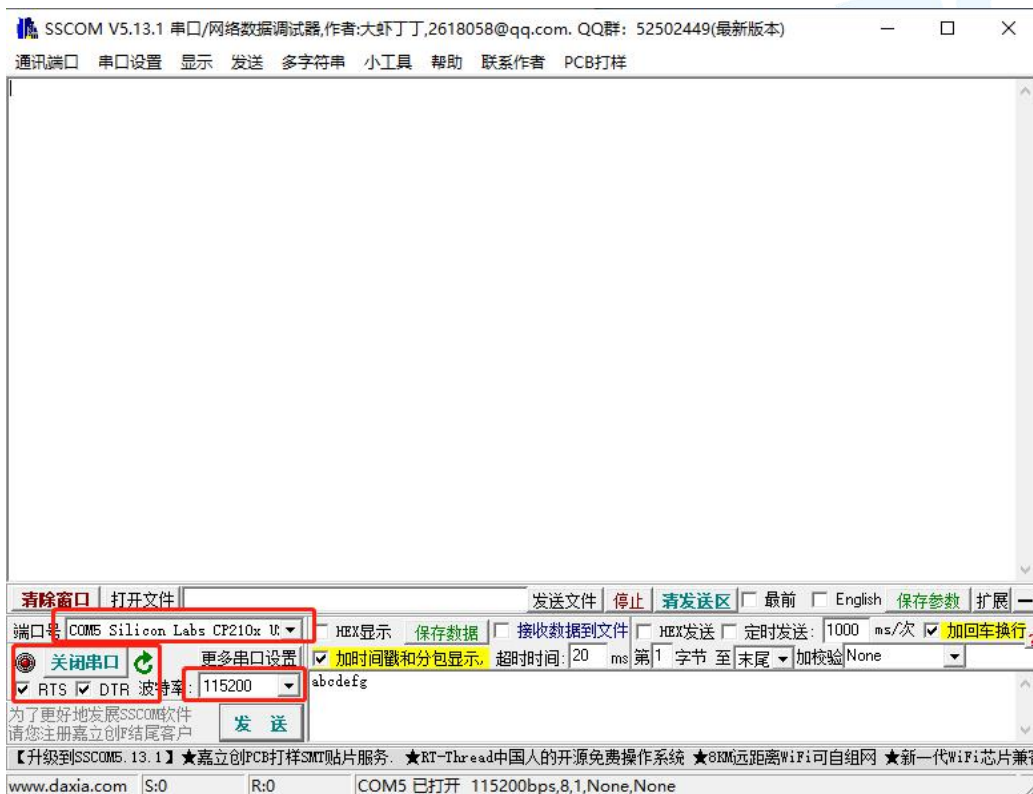 SSCOM V5.13.1 串口/网络数据调试器,作者:大虾丁丁,2618058@qq.com. QQ群: 52502449(最新版本)
通讯端口 串口设置 显示 发送 多字符串 小工具 帮助 联系作者 PCB打样
清除窗口 打开文件 发送文件 停止 清发送区 最前 English 保存参数 扩展
端口号 COM5 Silicon Labs CP210x HEX显示 保存数据 接收数据到文件 HEX发送 定时发送: 1000 ms/次 加回车换行
关闭串口 更多串口设置 加时间戳和分包显示, 超时时间: 20 ms 第1 字节 至 末尾 加校验 None
RTS DTR 波特率: 115200 abcdefg
为了更好地发展SSCOM软件
请您注册嘉立创F结尾客户 发 送
【升级到SSCOM5.13.1】★嘉立创PCB打样SMT贴片服务. ★RT-Thread中国人的开源免费操作系统 ★8KM远距离WiFi可自组网 ★新一代WiFi芯片兼
www.daxia.com S:0 R:0 COM5 已打开 115200bps,8,1,None,None